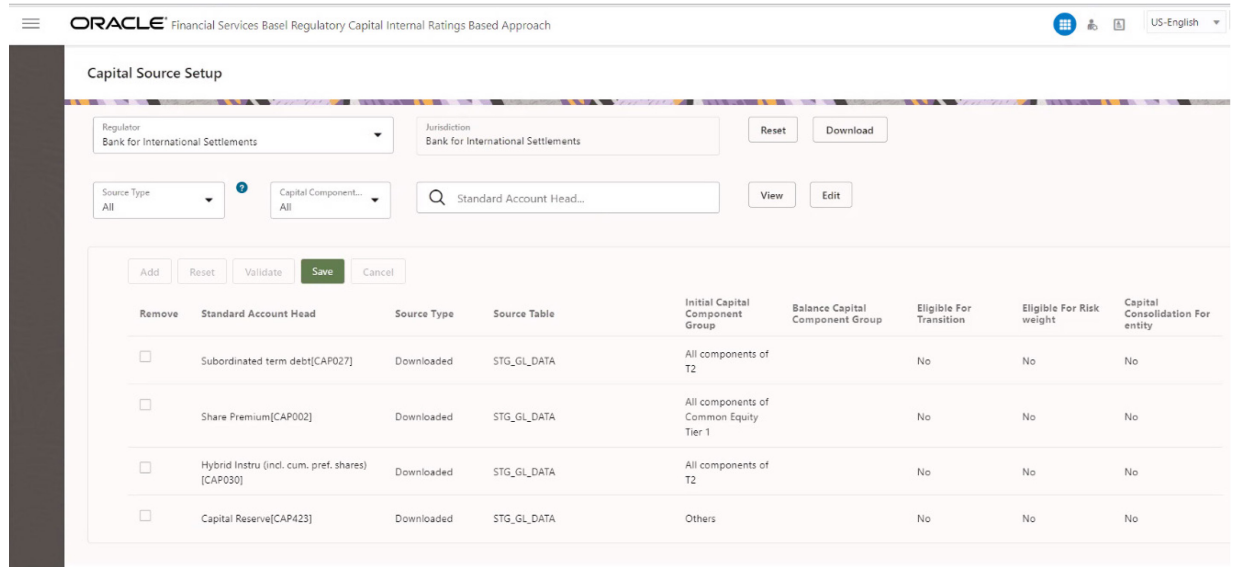 ORACLE® Financial Services Basel Regulatory Capital Internal Ratings Based Approach
US-English
Capital Source Setup
Regulator
Bank for International Settlements
Jurisdiction
Bank for International Settlements
Reset
Download
Source Type
All
?
Capital Component...
All
Standard Account Head...
View
Edit
Add
Reset
Validate
Save
Cancel
Remove
Standard Account Head
Source Type
Source Table
Initial Capital
Component
Group
Balance Capital
Component Group
Eligible For
Transition
Eligible For Risk
weight
Capital
Consolidation For
entity
Subordinated term debt[CAP027]
Downloaded
STG_GL_DATA
All components of
T2
No
No
No
Share Premium[CAP002]
Downloaded
STG_GL_DATA
All components of
Common Equity
Tier 1
No
No
No
Hybrid Instru (incl. cum. pref. shares)
[CAP030]
Downloaded
STG_GL_DATA
All components of
T2
No
No
No
Capital Reserve[CAP423]
Downloaded
STG_GL_DATA
Others
No
No
No